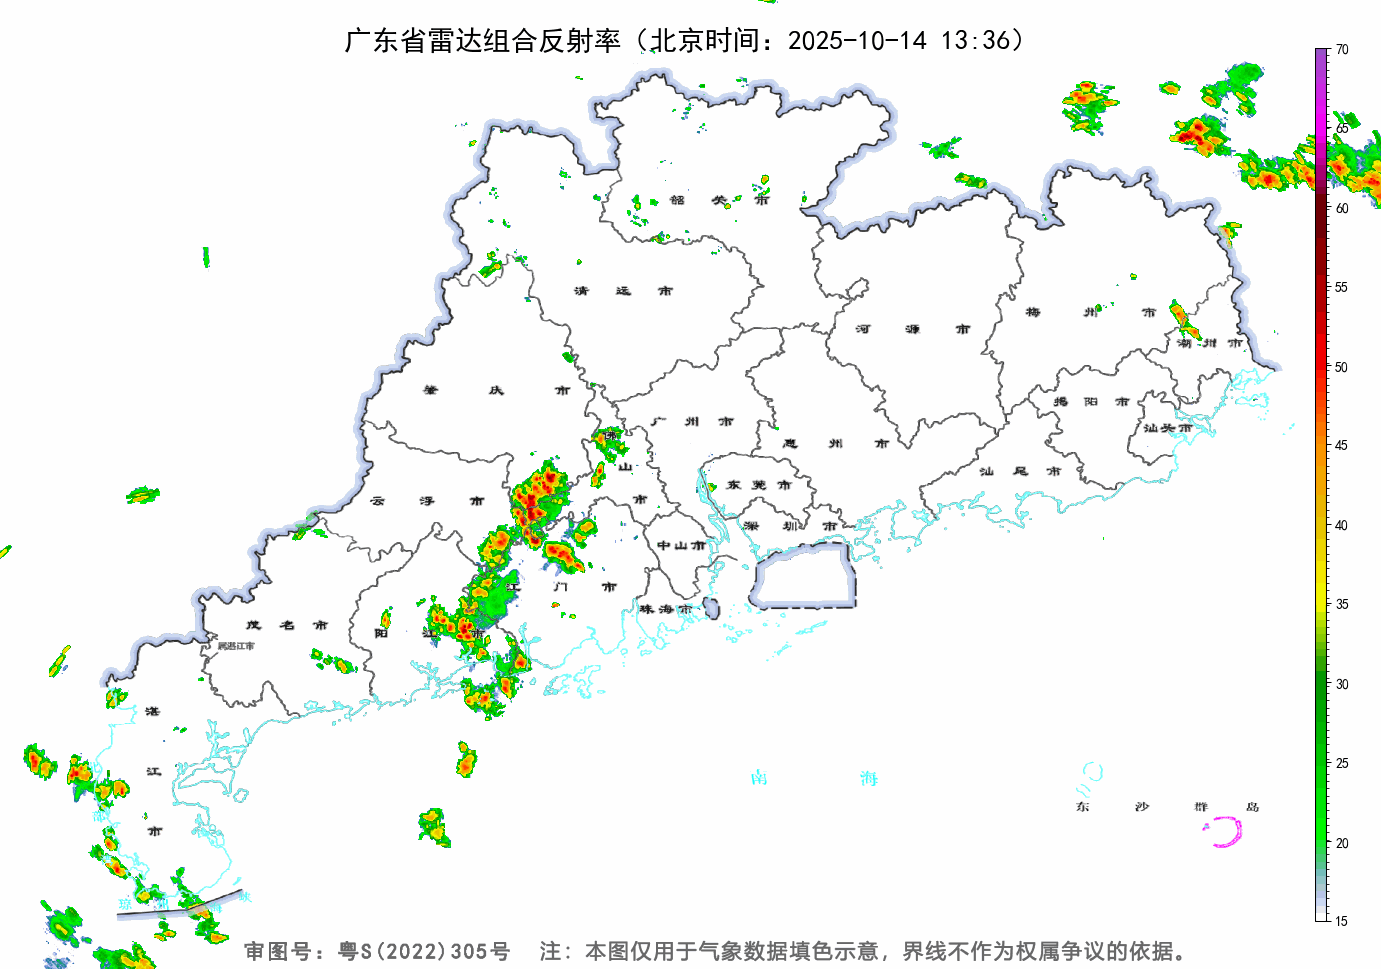 广东省雷达组合反射率（北京时间：2025-10-14 13:36）
70
65
60
55
50
45
40
35
30
25
20
15
韶关市
清远市
河源市
梅州市
潮州市
肇庆市
广州市
惠州市
揭阳市
汕头市
佛山市
云浮市
东莞市
汕尾市
深圳市
中山市
江门市
珠海市
茂名市
阳江市
属湛江市
湛江市
南海
东沙群岛
审图号：粤S(2022)305号 注：本图仅用于气象数据填色示意，界线不作为权属争议的依据。